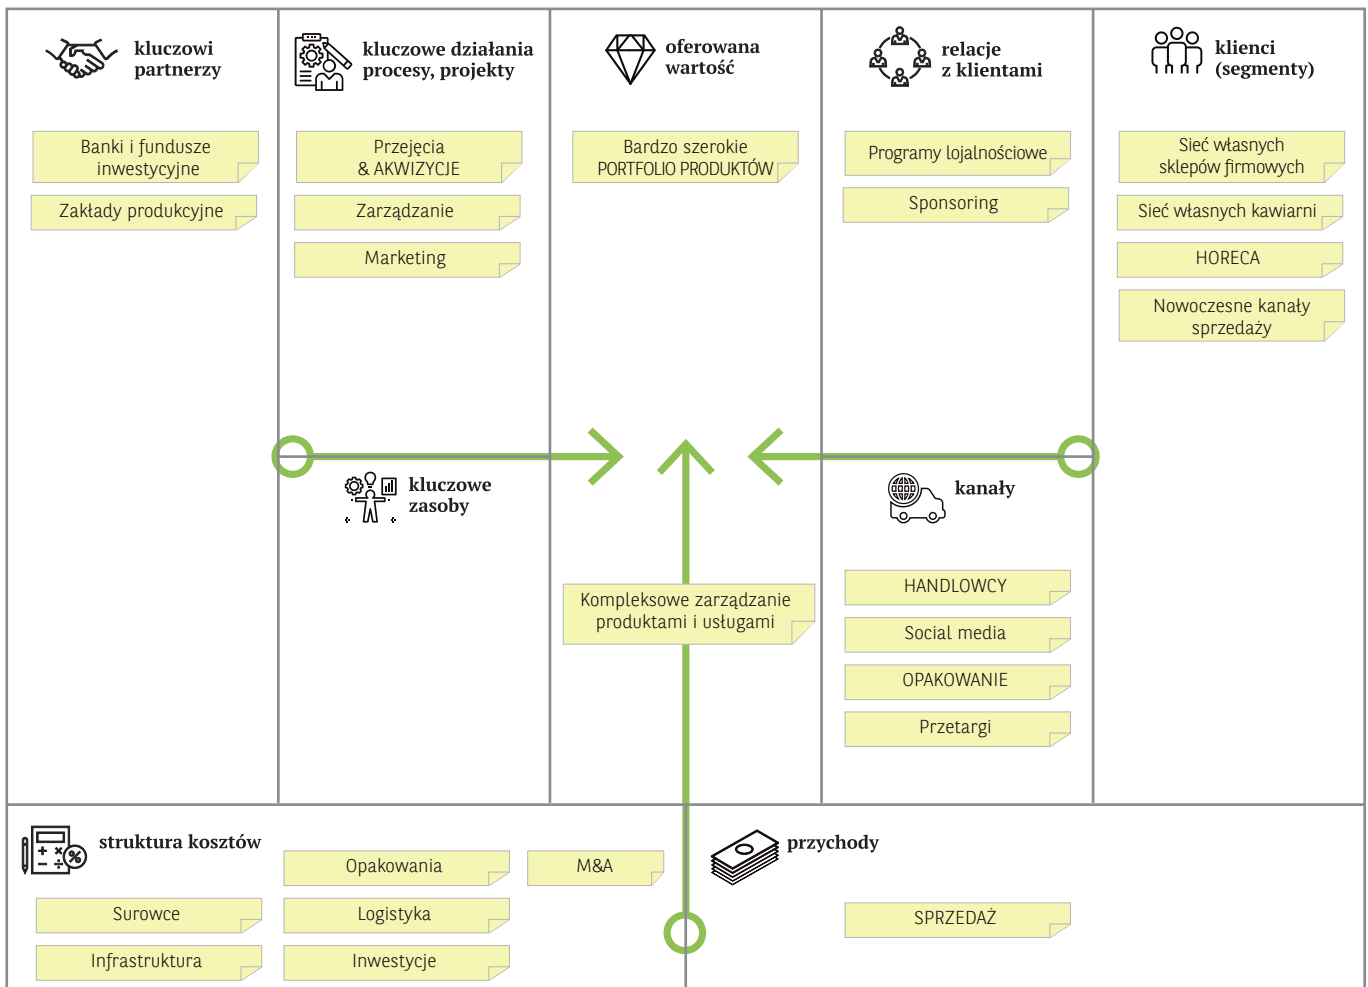 kluczowi
partnerzy
Banki i fundusze
inwestycyjne
Zakłady produkcyjne
kluczowe działania
procesy, projekty
Przejęcia
& AKWIZYCJE
Zarządzanie
Marketing
kluczowe
zasoby
oferowana
wartość
Bardzo szerokie
PORTFOLIO PRODUKTÓW
Kompleksowe zarządzanie
produktami i usługami
relacje
z klientami
Programy lojalnościowe
Sponsoring
kanały
HANDLOWCY
Social media
OPAKOWANIE
Przetargi
klienci
(segmenty)
Sieć własnych
sklepów firmowych
Sieć własnych kawiarni
HORECA
Nowoczesne kanały
sprzedaży
struktura kosztów
Surowce
Infrastruktura
Opakowania
Logistyka
Inwestycje
M&A
przychody
SPRZEDAŻ